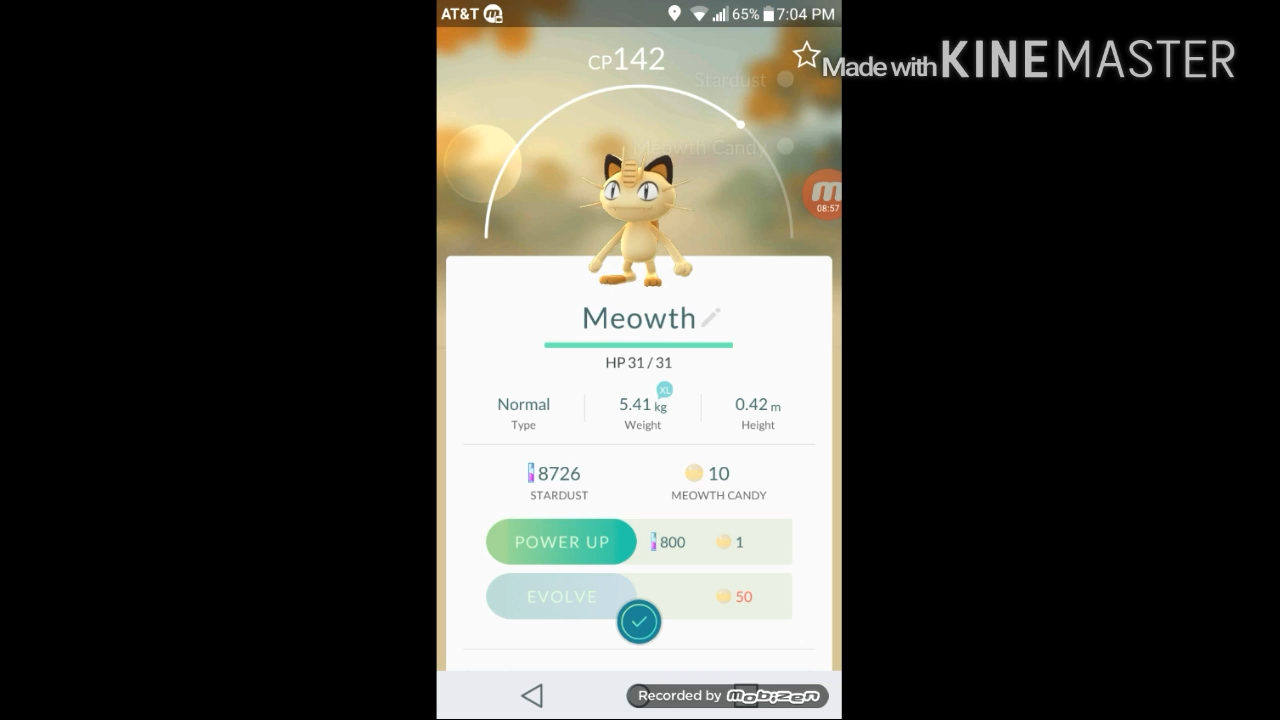 AT&T 65% 7:04 PM
CP142
Made with KINEMASTER
Stardust
Meowth Candy
m
08:57
Meowth
HP 31 / 31
XL
Normal 5.41 kg 0.42 m
Type Weight Height
8726 10
STARDUST MEOWTH CANDY
POWER UP 800 1
EVOLVE 50
Recorded by mobizen